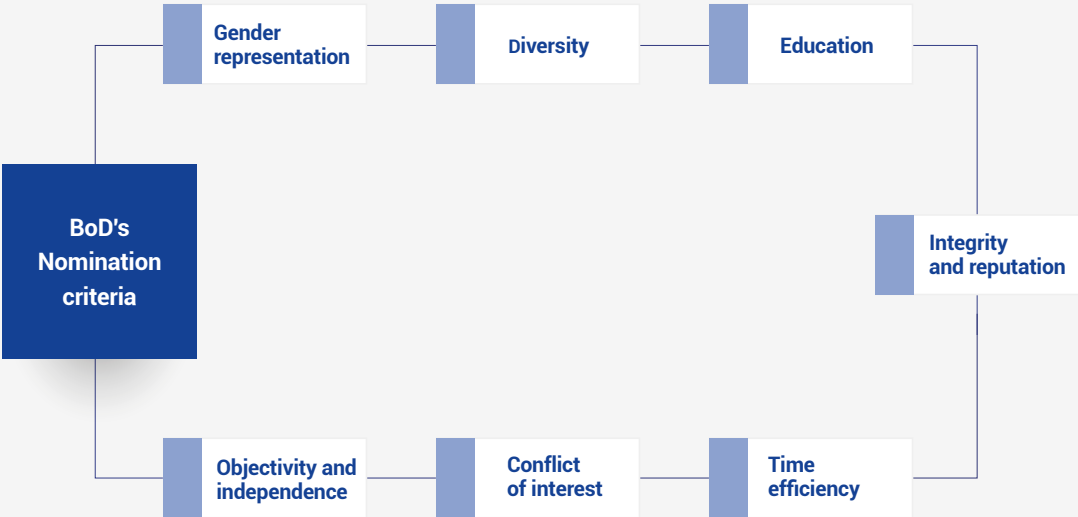 Gender
representation
Diversity
Education
BoD's
Nomination
criteria
Integrity
and reputation
Objectivity and
independence
Conflict
of interest
Time
efficiency